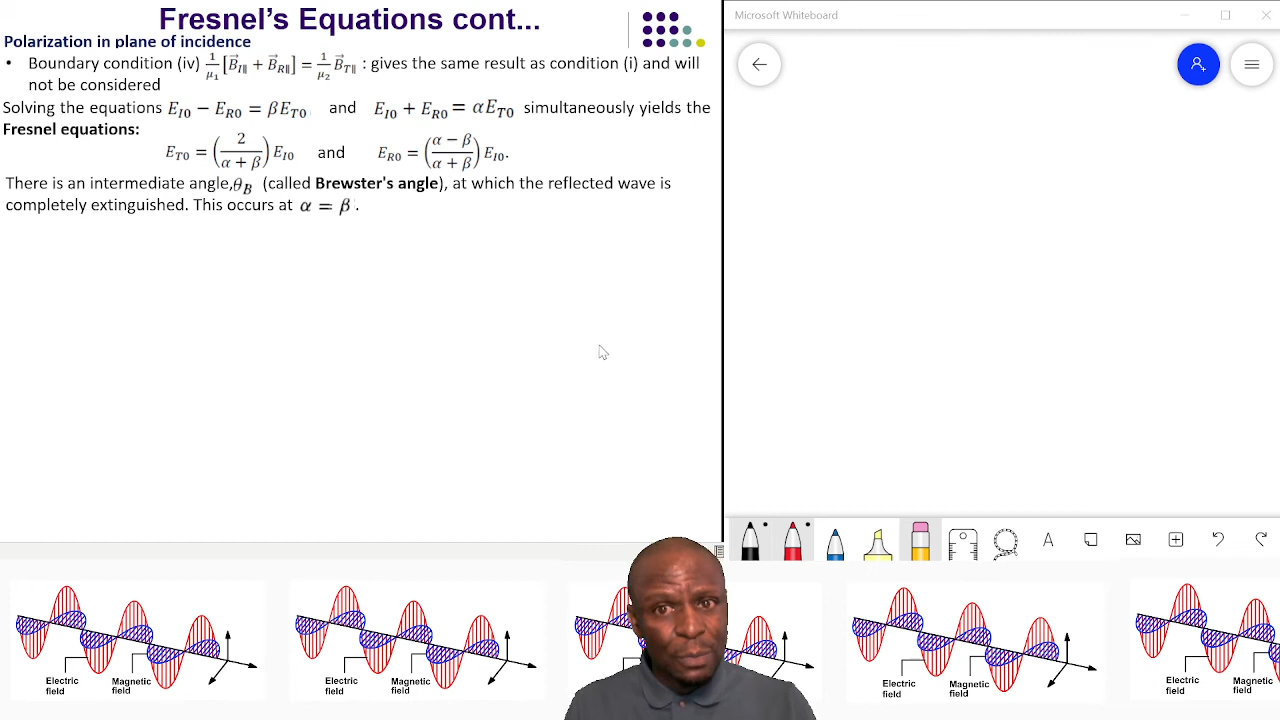 Fresnel's Equations cont...
Polarization in plane of incidence
• Boundary condition (iv) 1/μ₁ [B⃗_I∥ + B⃗_R∥] = 1/μ₂ B⃗_T∥ : gives the same result as condition (i) and will
not be considered
Solving the equations E_I0 − E_R0 = βE_T0 and E_I0 + E_R0 = αE_T0 simultaneously yields the
Fresnel equations:
E_T0 = (2/(α + β)) E_I0 and E_R0 = ((α − β)/(α + β)) E_I0.
There is an intermediate angle,θ_B (called Brewster's angle), at which the reflected wave is
completely extinguished. This occurs at α = β .
Microsoft Whiteboard
A
Electric
field
Magnetic
field
Electric
field
Magnetic
field
Electric
field
Magnetic
field
Electric
field
Magnetic
field